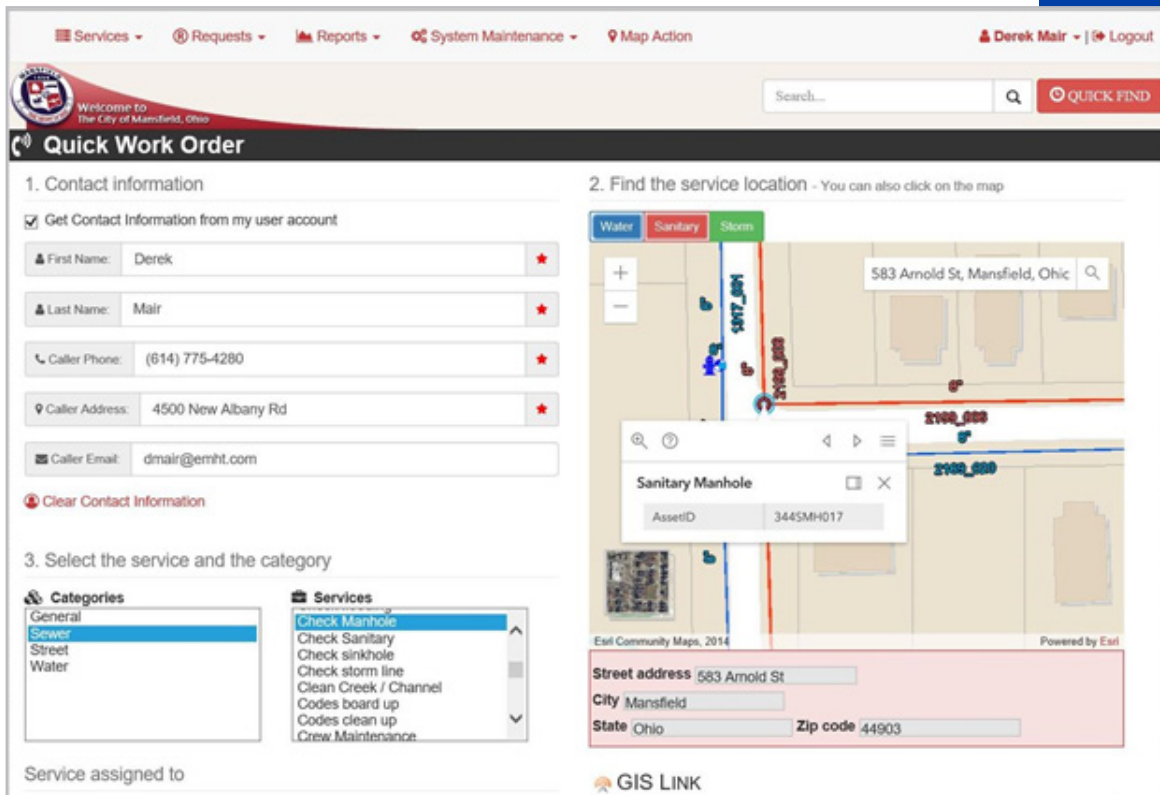 Services
Requests
Reports
System Maintenance
Map Action
Derek Mair
Logout
Welcome to
The City of Mansfield, Ohio
Search...
QUICK FIND
Quick Work Order
1. Contact information
Get Contact Information from my user account
First Name: Derek
Last Name: Mair
Caller Phone: (614) 775-4280
Caller Address: 4500 New Albany Rd
Caller Email: dmair@emht.com
Clear Contact Information
2. Find the service location - You can also click on the map
Water Sanitary Storm
583 Arnold St, Mansfield, Ohic
Sanitary Manhole
AssetID 344SMH017
Esri Community Maps, 2014
Powered by Esri
Street address 583 Arnold St
City Mansfield
State Ohio Zip code 44903
3. Select the service and the category
Categories
General
Sewer
Street
Water
Services
Check Manhole
Check Sanitary
Check sinkhole
Check storm line
Clean Creek / Channel
Codes board up
Codes clean up
Crew Maintenance
Service assigned to
GIS LINK